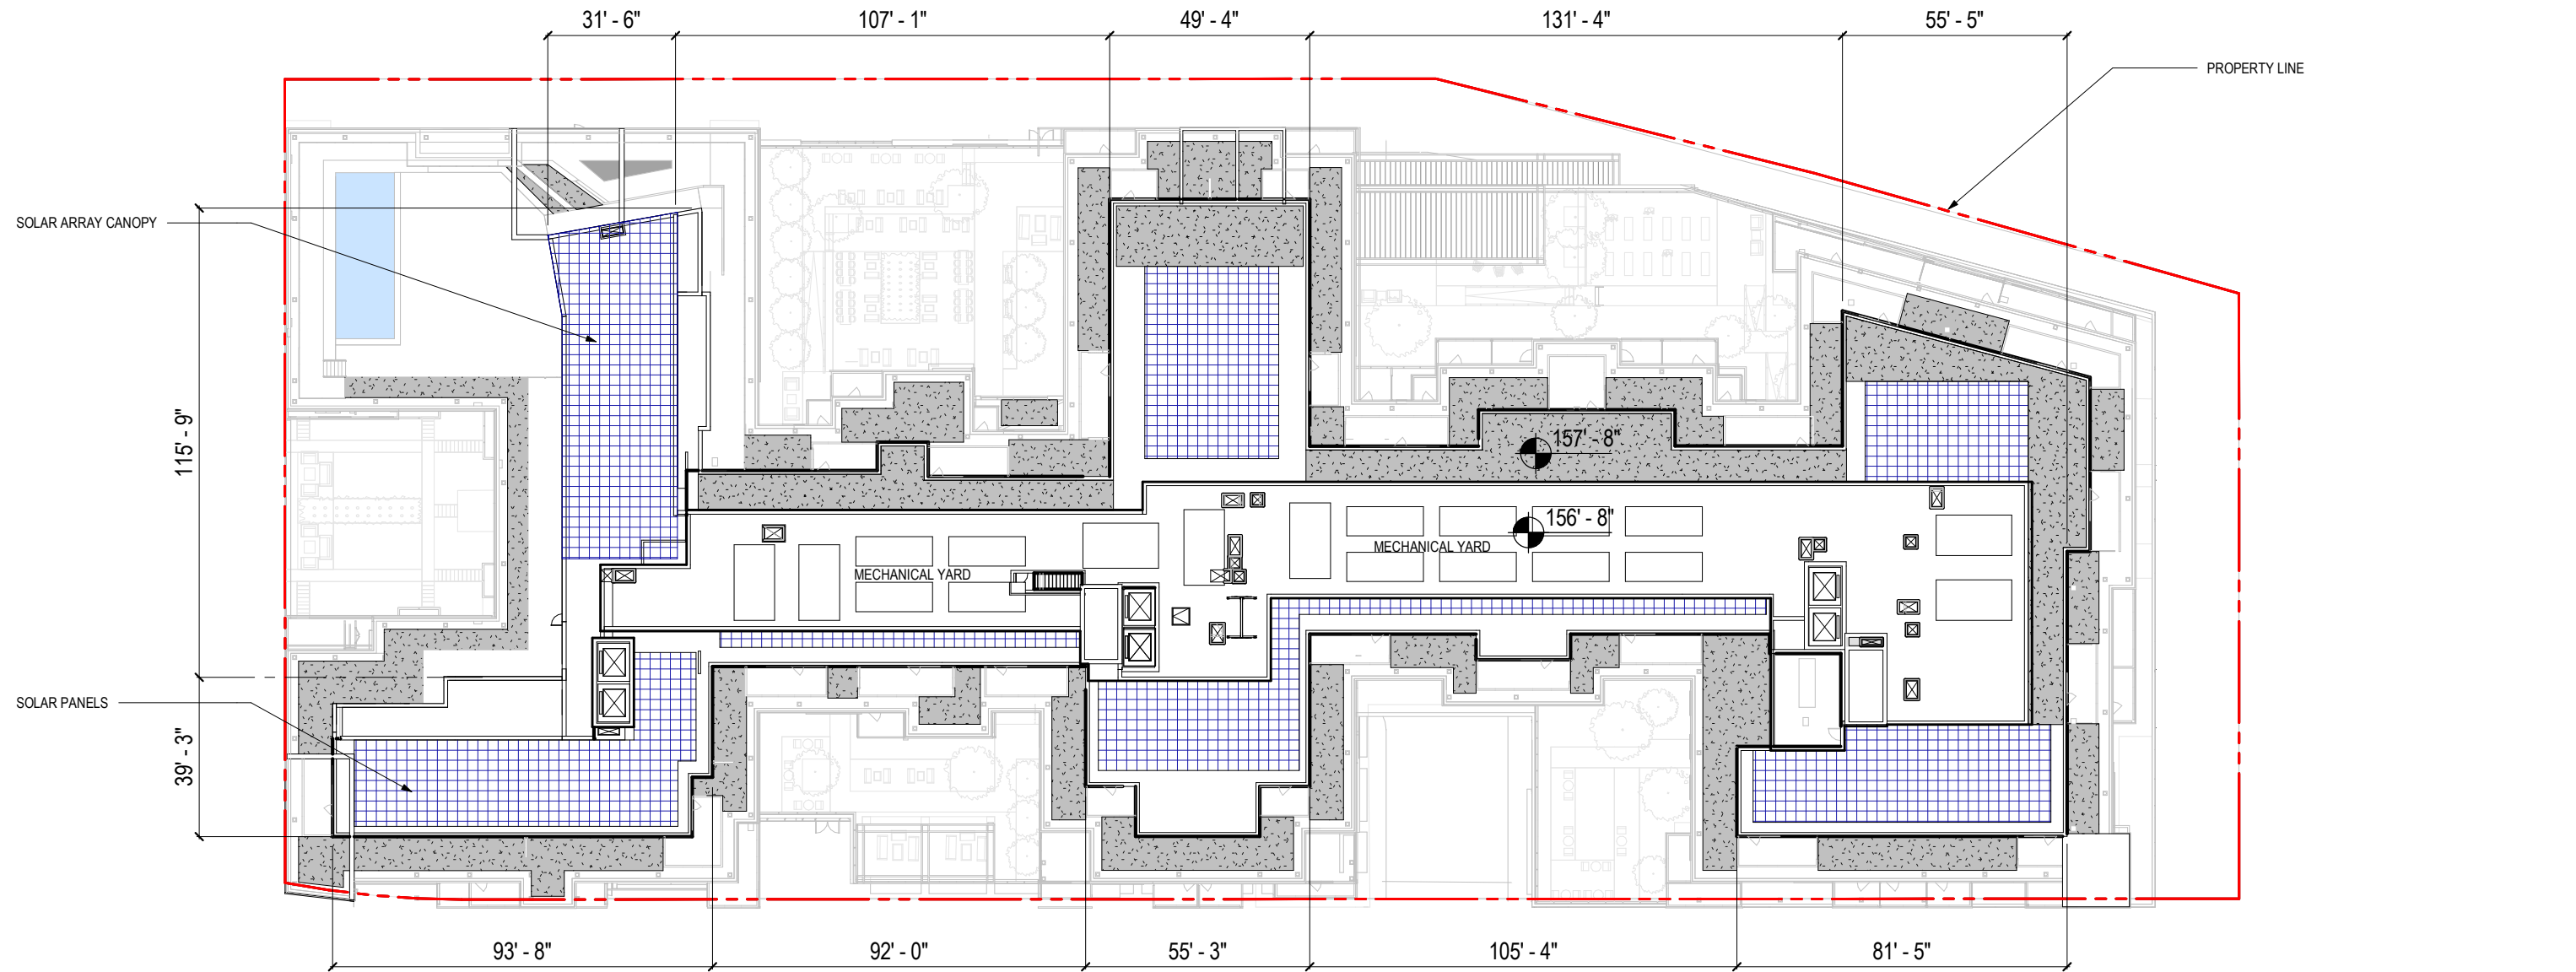 31' - 6"
107' - 1"
49' - 4"
131' - 4"
55' - 5"
PROPERTY LINE
SOLAR ARRAY CANOPY
115' - 9"
157' - 8"
156' - 8"
MECHANICAL YARD
MECHANICAL YARD
SOLAR PANELS
39' - 3"
93' - 8"
92' - 0"
55' - 3"
105' - 4"
81' - 5"